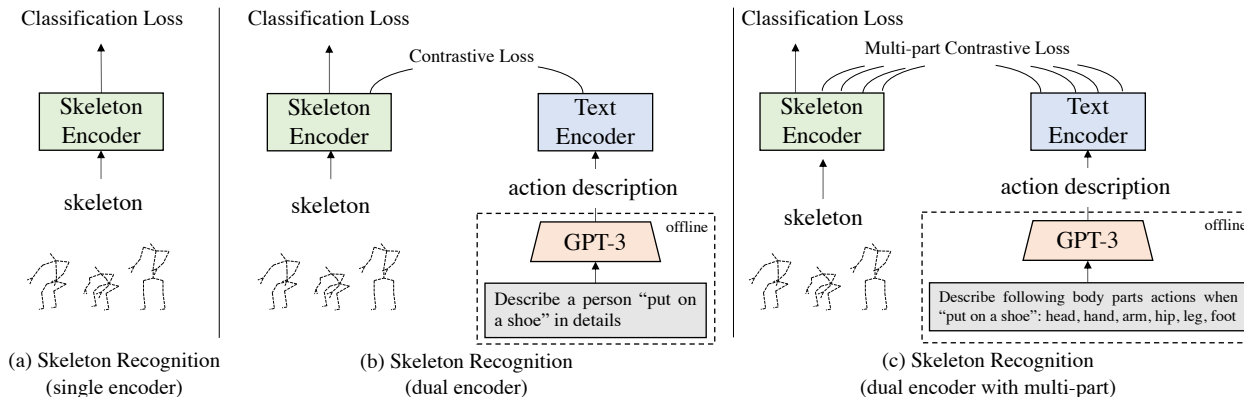 Classification Loss
Skeleton
Encoder
skeleton
(a) Skeleton Recognition
(single encoder)
Classification Loss
Contrastive Loss
Skeleton
Encoder
Text
Encoder
skeleton
action description
offline
GPT-3
Describe a person “put on
a shoe” in details
(b) Skeleton Recognition
(dual encoder)
Classification Loss
Multi-part Contrastive Loss
Skeleton
Encoder
Text
Encoder
skeleton
action description
offline
GPT-3
Describe following body parts actions when
“put on a shoe”: head, hand, arm, hip, leg, foot
(c) Skeleton Recognition
(dual encoder with multi-part)